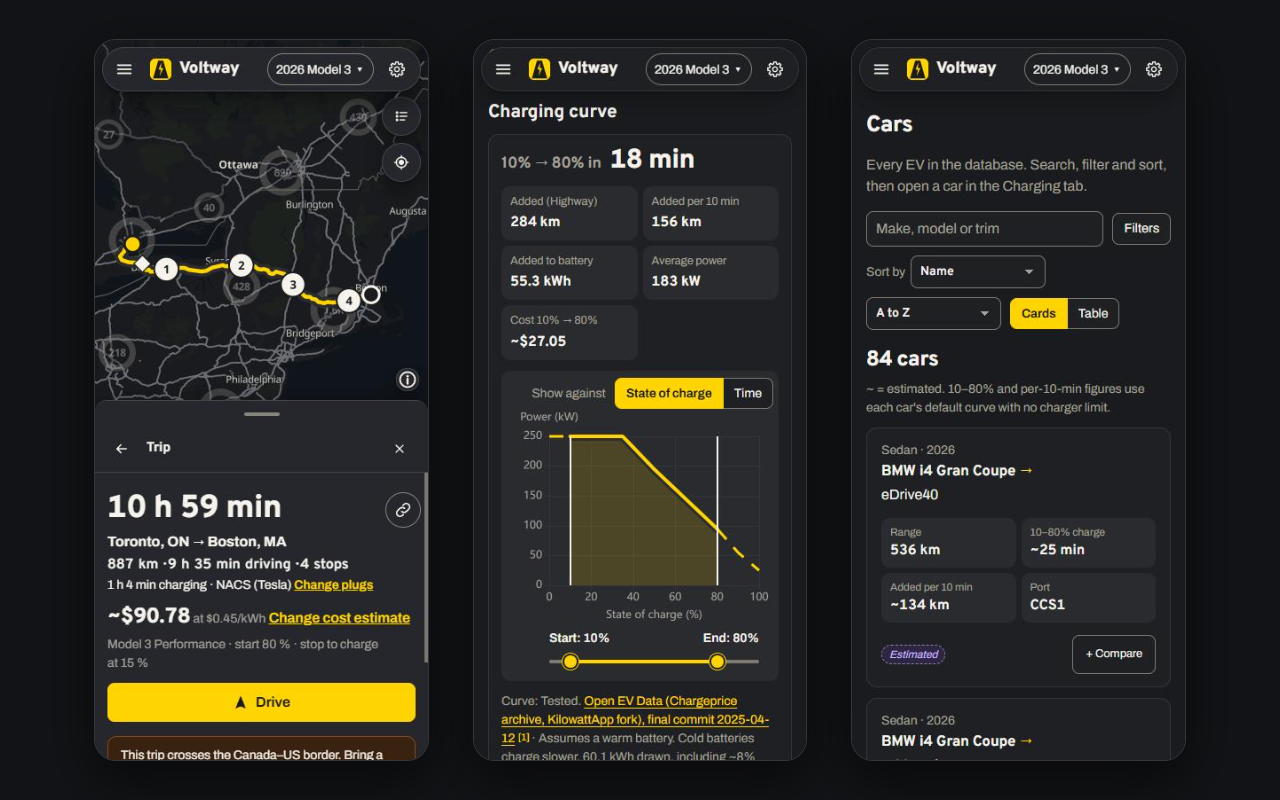 Voltway
2026 Model 3
430
27
Ottawa
680
Burlington
40
Augusta
1
2
428
3
4
Bridgeport
218
Philadelphia
Trip
10 h 59 min
Toronto, ON → Boston, MA
887 km ·9 h 35 min driving ·4 stops
1 h 4 min charging · NACS (Tesla) Change plugs
~$90.78 at $0.45/kWh Change cost estimate
Model 3 Performance · start 80 % · stop to charge
at 15 %
Drive
This trip crosses the Canada–US border. Bring a
Voltway
2026 Model 3
Charging curve
10% → 80% in 18 min
Added (Highway)
284 km
Added per 10 min
156 km
Added to battery
55.3 kWh
Average power
183 kW
Cost 10% → 80%
~$27.05
Show against
State of charge
Time
Power (kW)
250
200
150
100
50
0
0 20 40 60 80 100
State of charge (%)
Start: 10%
End: 80%
Curve: Tested. Open EV Data (Chargeprice
archive, KilowattApp fork), final commit 2025-04-
12 [1] · Assumes a warm battery. Cold batteries
charge slower. 60.1 kWh drawn, including ~8%
Voltway
2026 Model 3
Cars
Every EV in the database. Search, filter and sort,
then open a car in the Charging tab.
Make, model or trim
Filters
Sort by
Name
A to Z
Cards
Table
84 cars
~ = estimated. 10–80% and per-10-min figures use
each car's default curve with no charger limit.
Sedan · 2026
BMW i4 Gran Coupe →
eDrive40
Range
536 km
10–80% charge
~25 min
Added per 10 min
~134 km
Port
CCS1
Estimated
+ Compare
Sedan · 2026
BMW i4 Gran Coupe →